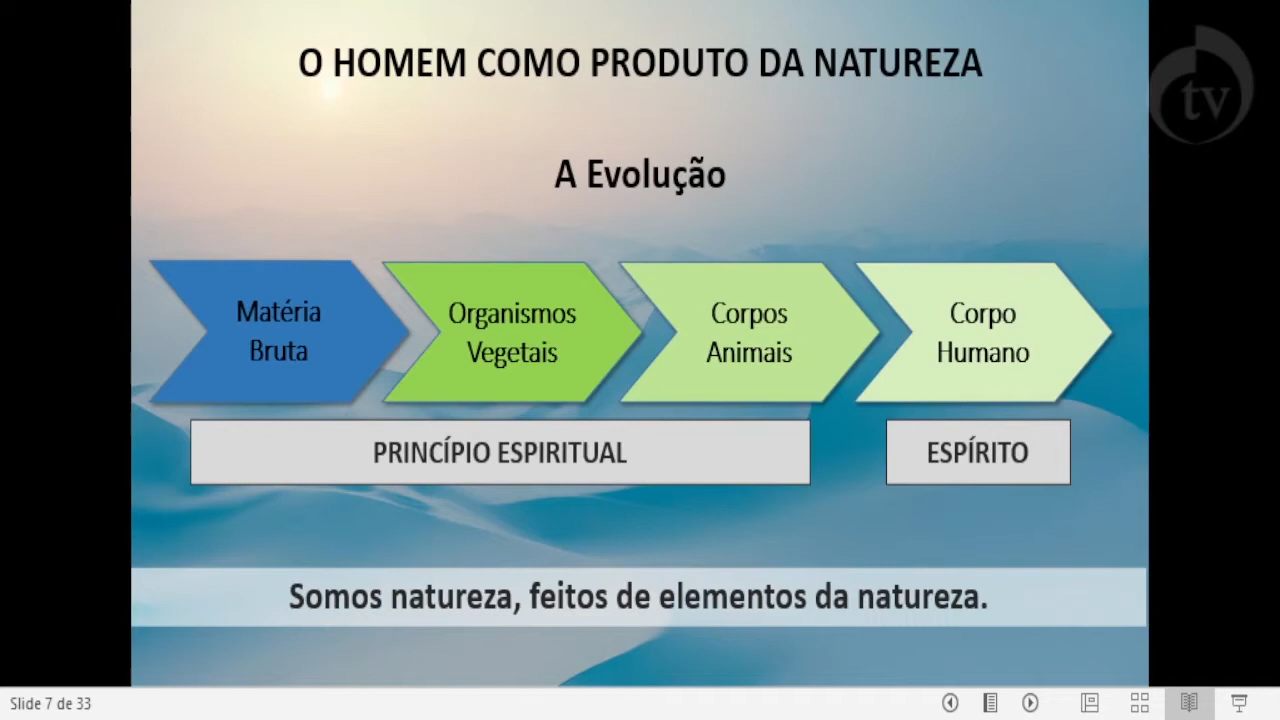 O HOMEM COMO PRODUTO DA NATUREZA
tv
A Evolução
Matéria
Bruta
Organismos
Vegetais
Corpos
Animais
Corpo
Humano
PRINCÍPIO ESPIRITUAL
ESPÍRITO
Somos natureza, feitos de elementos da natureza.
Slide 7 de 33